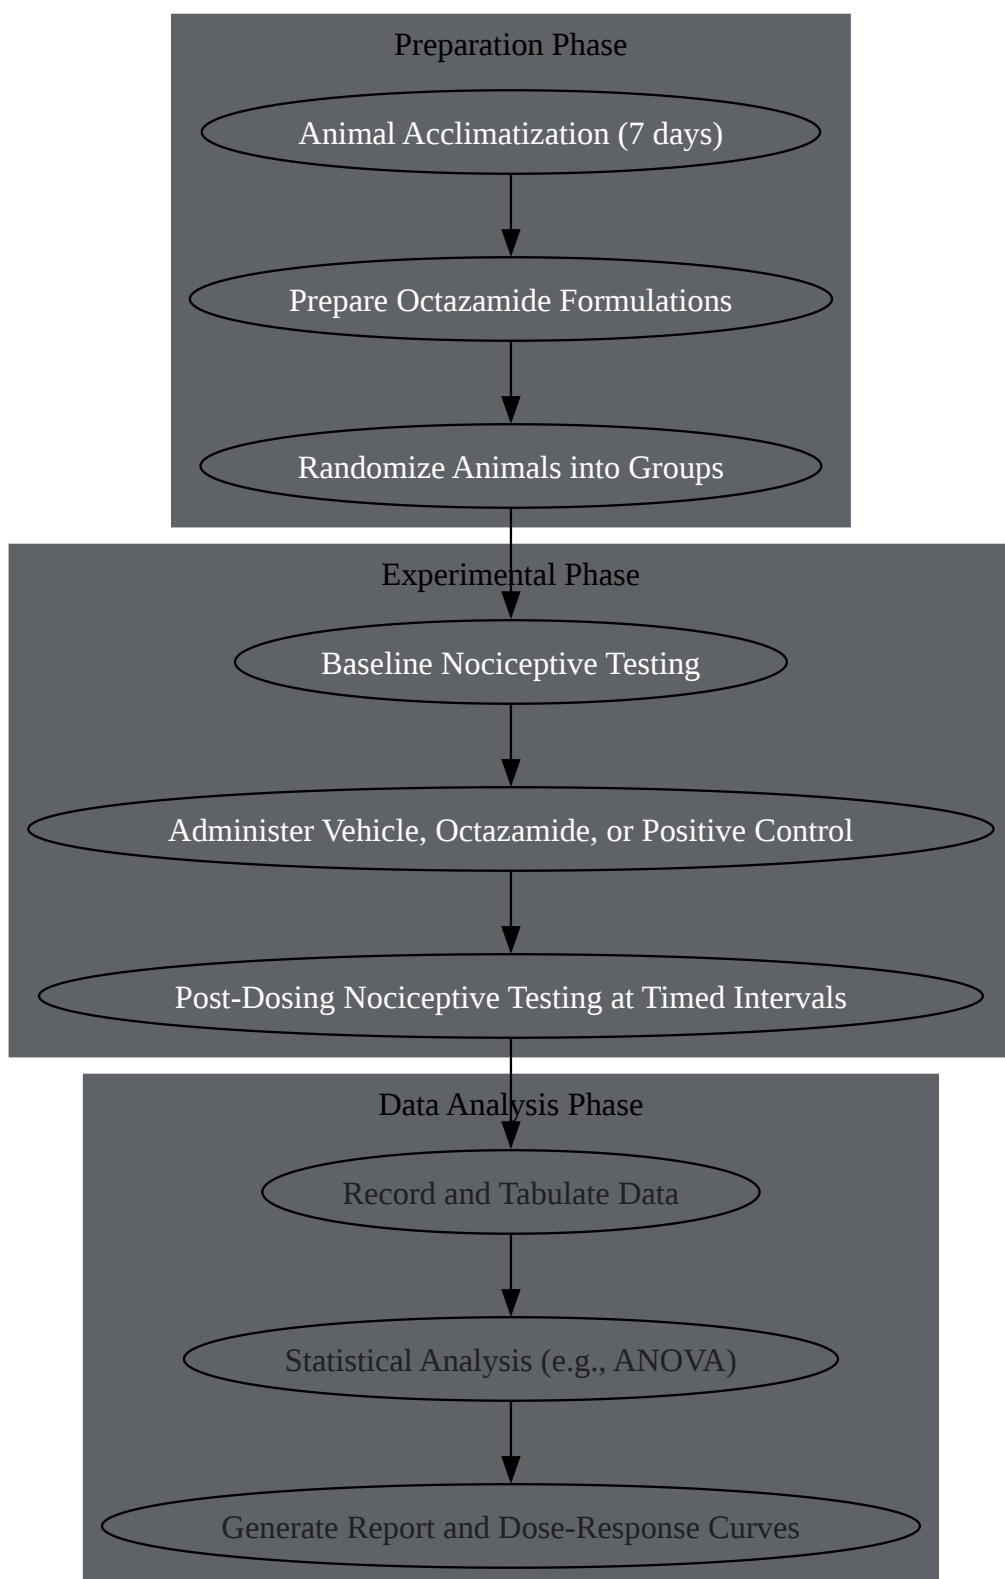 Preparation Phase
Animal Acclimatization (7 days)
Prepare Octazamide Formulations
Randomize Animals into Groups
Experimental Phase
Baseline Nociceptive Testing
Administer Vehicle, Octazamide, or Positive Control
Post-Dosing Nociceptive Testing at Timed Intervals
Data Analysis Phase
Record and Tabulate Data
Statistical Analysis (e.g., ANOVA)
Generate Report and Dose-Response Curves